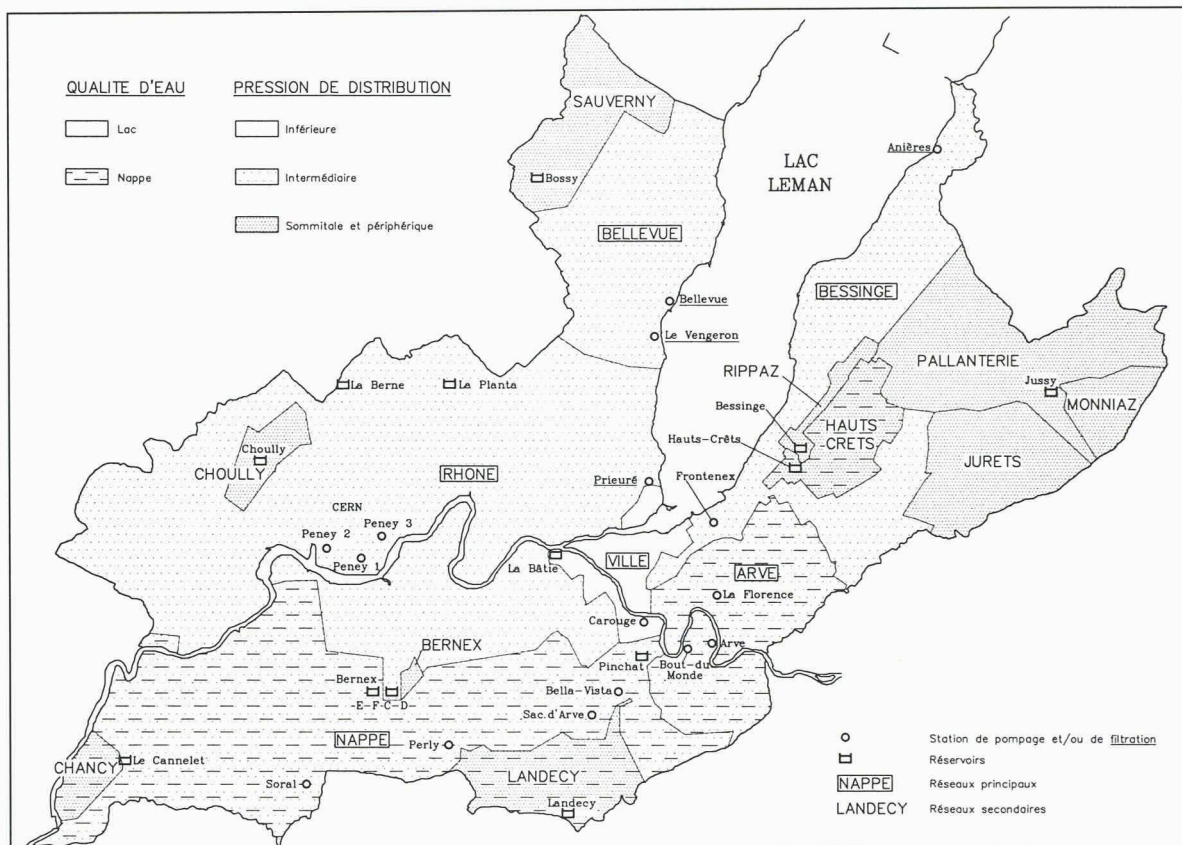 QUALITE D'EAU
PRESSION DE DISTRIBUTION
Lac
Inférieure
Nappe
Intermédiaire
Sommitale et périphérique
SAUVERNY
Bossy
BELLEVUE
Bellevue
Le Vengeron
LAC
LEMAN
Anières
BESSINGE
PALLANTERIE
Jussy
MONNIAZ
RIPPAZ
Bessinge
HAUTS
CRETS
Hauts-Crêts
JURETS
Frontenex
La Berne
La Planta
Choully
CHOULLY
RHONE
Prieuré
CERN
Peney 3
Peney 2
Peney 1
La Bâtie
VILLE
ARVE
La Florence
Carouge
Arve
BERNEX
Pinchat
Bout-du
Monde
Bernex
E-F C-D
Bella-Vista
Sac.d'Arve
NAPPE
Perly
CHANCY
Le Cannelet
Soral
LANDECY
Landecy
Station de pompage et/ou de filtration
Réservoirs
NAPPE
Réseaux principaux
LANDECY
Réseaux secondaires